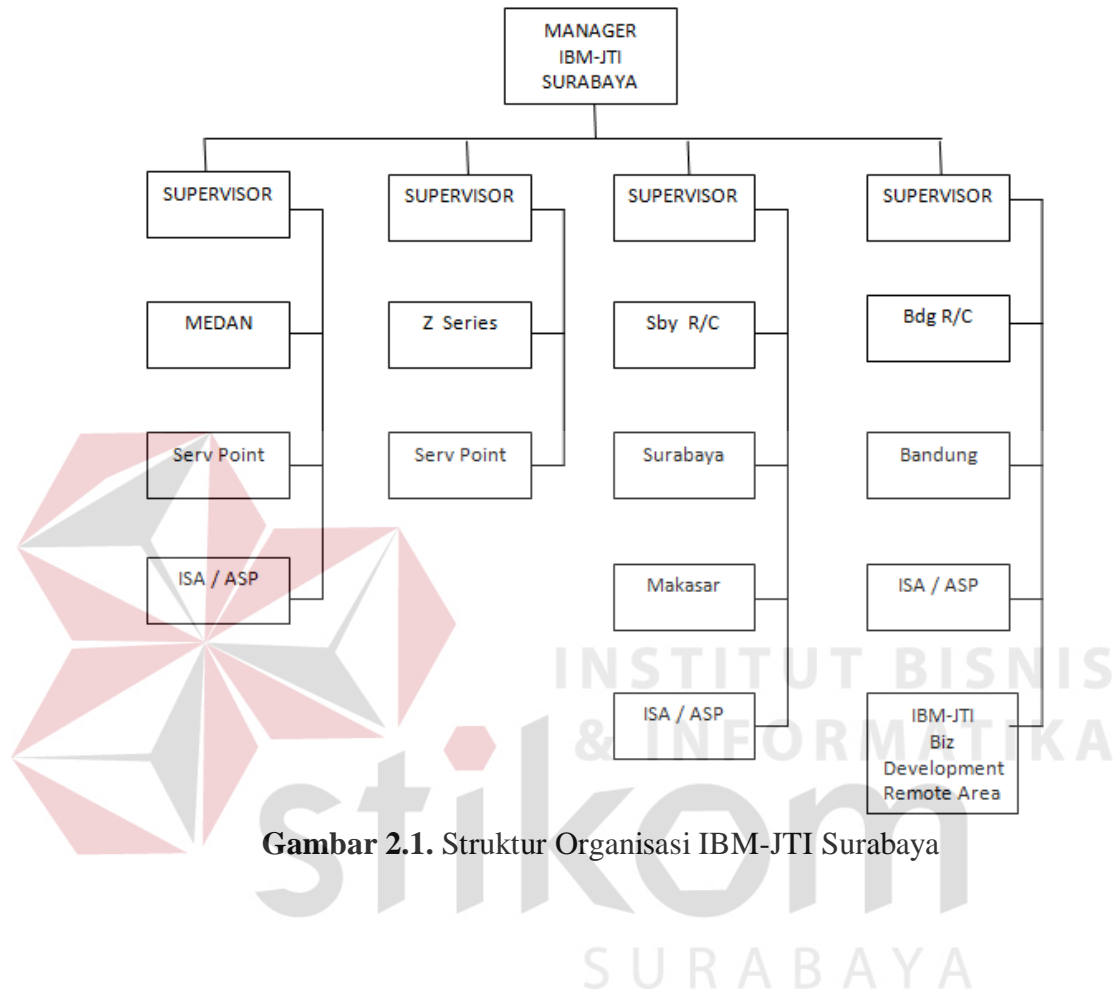 MANAGER
IBM-JTI
SURABAYA
SUPERVISOR
SUPERVISOR
SUPERVISOR
SUPERVISOR
MEDAN
Z Series
Sby R/C
Bdg R/C
Serv Point
Serv Point
Surabaya
Bandung
ISA / ASP
Makasar
ISA / ASP
ISA / ASP
IBM-JTI
Biz
Development
Remote Area
INSTITUT BISNIS
& INFORMATIKA
stikom
SURABAYA
Gambar 2.1. Struktur Organisasi IBM-JTI Surabaya